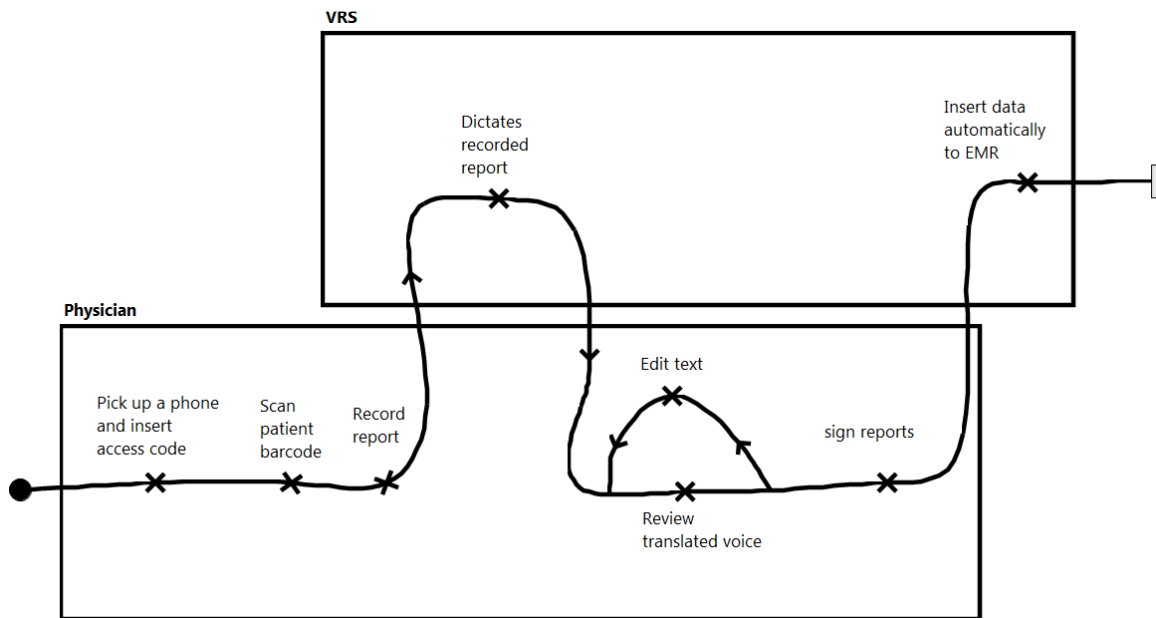 VRS
Dictates
recorded
report
Insert data
automatically
to EMR
Physician
Pick up a phone
and insert
access code
Scan
patient
barcode
Record
report
Edit text
sign reports
Review
translated voice